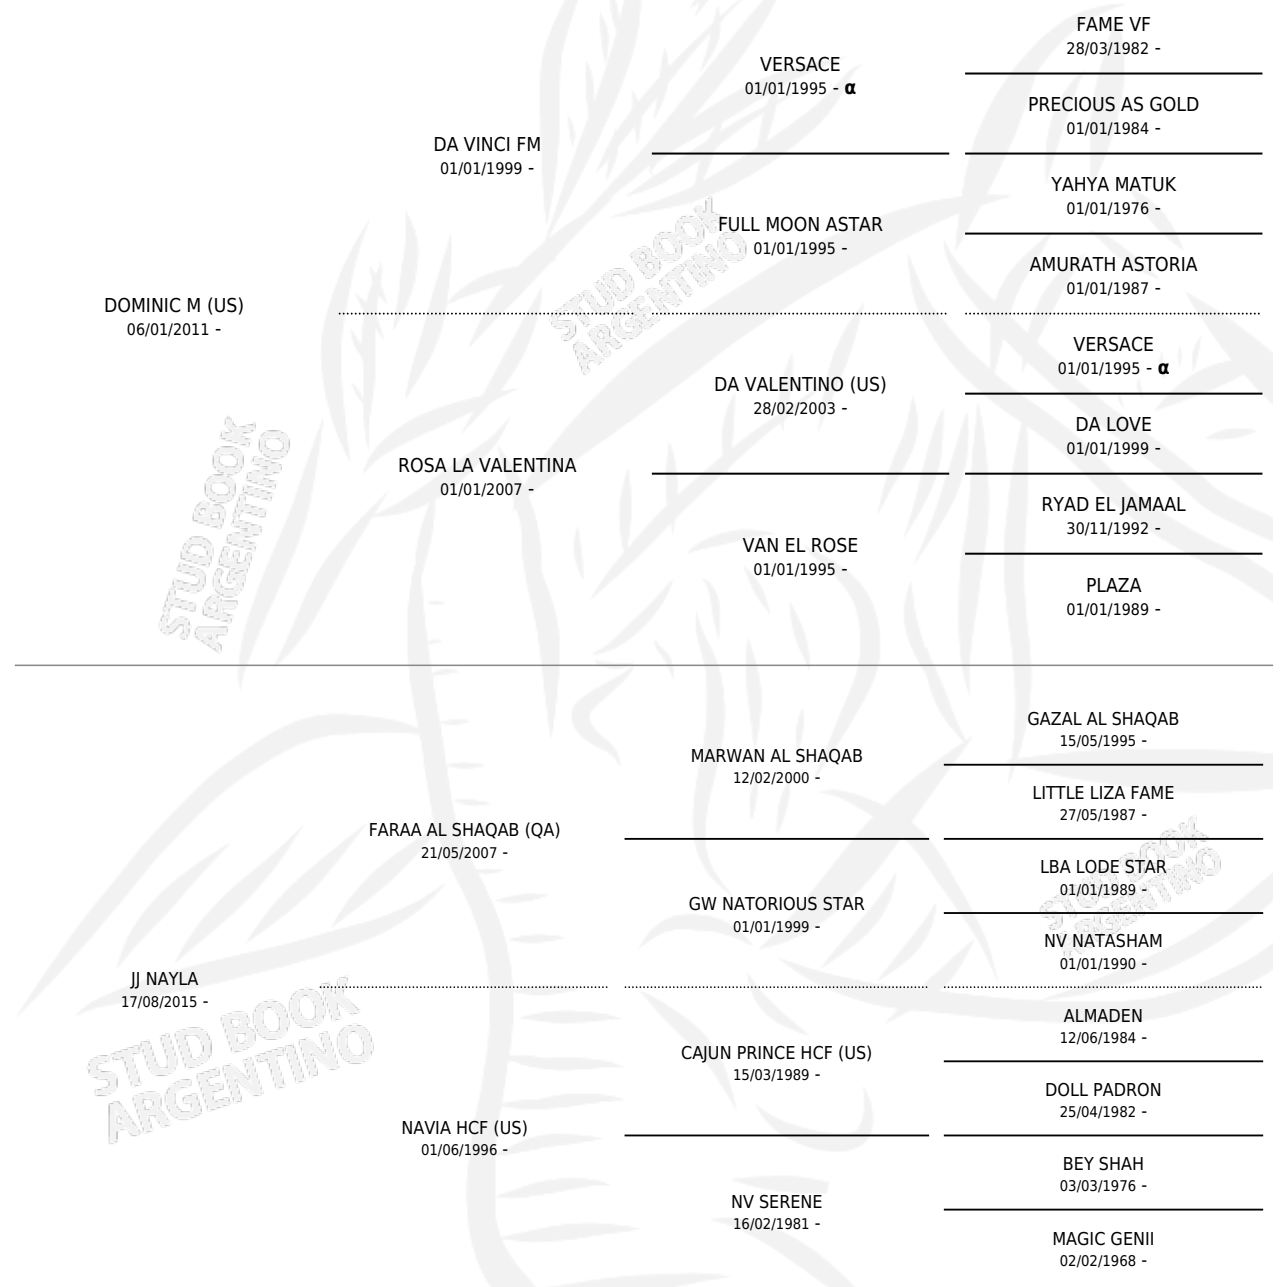 FAME VF
28/03/1982 -
VERSACE
01/01/1995 - α
PRECIOUS AS GOLD
01/01/1984 -
DA VINCI FM
01/01/1999 -
YAHYA MATUK
01/01/1976 -
FULL MOON ASTAR
01/01/1995 -
AMURATH ASTORIA
01/01/1987 -
DOMINIC M (US)
06/01/2011 -
VERSACE
01/01/1995 - α
DA VALENTINO (US)
28/02/2003 -
DA LOVE
01/01/1999 -
ROSA LA VALENTINA
01/01/2007 -
RYAD EL JAMAAL
30/11/1992 -
VAN EL ROSE
01/01/1995 -
PLAZA
01/01/1989 -
GAZAL AL SHAQAB
15/05/1995 -
MARWAN AL SHAQAB
12/02/2000 -
LITTLE LIZA FAME
27/05/1987 -
FARAA AL SHAQAB (QA)
21/05/2007 -
LBA LODE STAR
01/01/1989 -
GW NATORIOUS STAR
01/01/1999 -
NV NATASHAM
01/01/1990 -
JJ NAYLA
17/08/2015 -
ALMADEN
12/06/1984 -
CAJUN PRINCE HCF (US)
15/03/1989 -
DOLL PADRON
25/04/1982 -
NAVIA HCF (US)
01/06/1996 -
BEY SHAH
03/03/1976 -
NV SERENE
16/02/1981 -
MAGIC GENII
02/02/1968 -
STUD BOOK
ARGENTINO
STUD BOOK
ARGENTINO
STUD BOOK
ARGENTINO
STUD BOOK
ARGENTINO